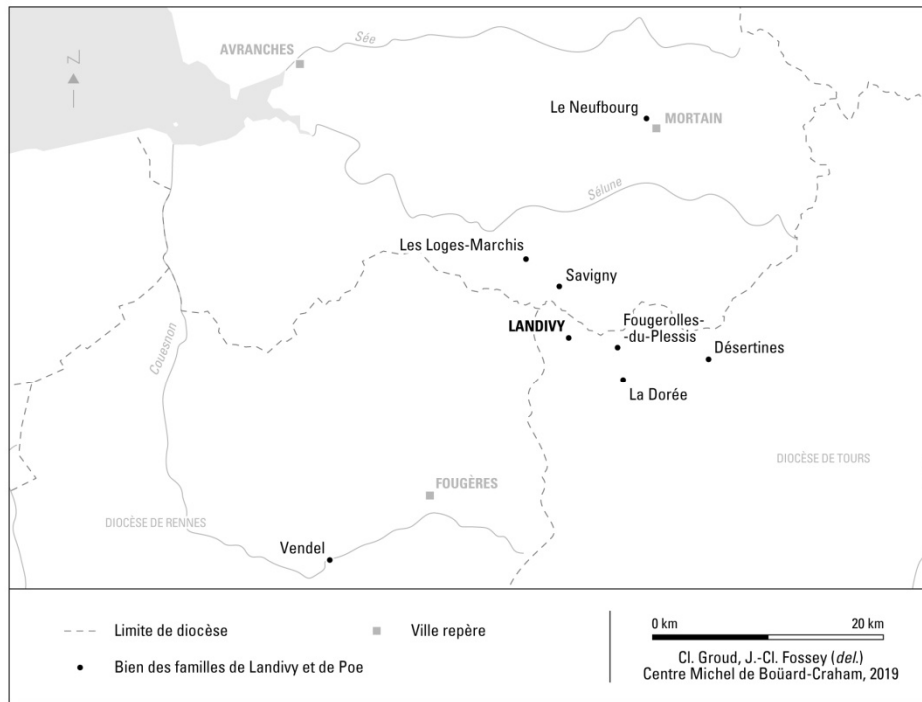 Sée
AVRANCHES
Z
Le Neufbourg
MORTAIN
Sélune
Les Loges-Marchis
Savigny
LANDIVY
Fougerolles-
-du-Plessis
Désertines
Couesnon
La Dorée
DIOCÈSE DE TOURS
FOUGÈRES
DIOCÈSE DE RENNES
Vendel
Limite de diocèse
Ville repère
Bien des familles de Landivy et de Poe
0 km 20 km
Cl. Groud, J.-Cl. Fossey (del.)
Centre Michel de Boüard-Craham, 2019